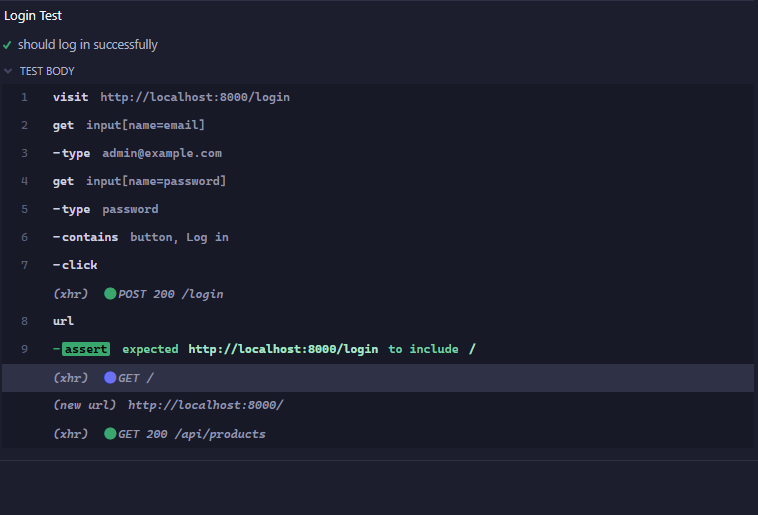 Login Test
should log in successfully
TEST BODY
1 visit http://localhost:8000/login
2 get input[name=email]
3 -type admin@example.com
4 get input[name=password]
5 -type password
6 -contains button, Log in
7 -click
(xhr) POST 200 /login
8 url
9 -assert expected http://localhost:8000/login to include /
(xhr) GET /
(new url) http://localhost:8000/
(xhr) GET 200 /api/products